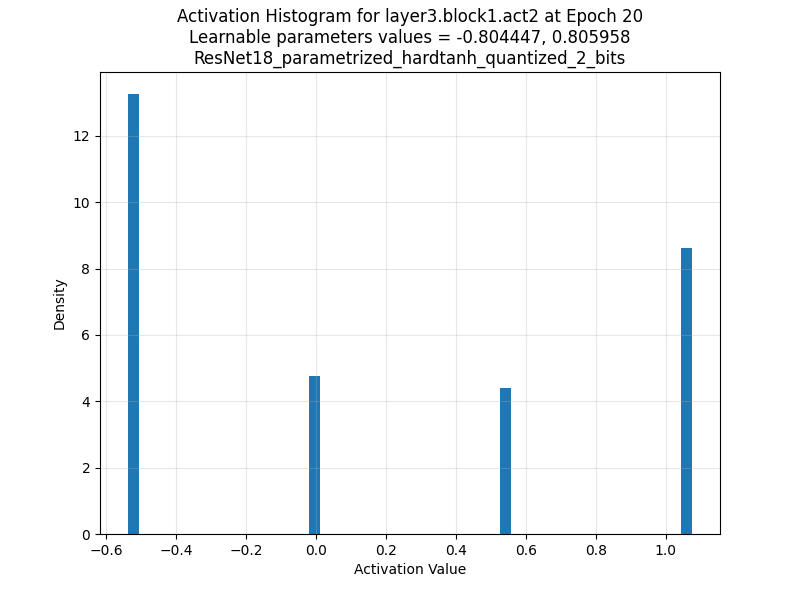 Activation Histogram for layer3.block1.act2 at Epoch 20
Learnable parameters values = -0.804447, 0.805958
ResNet18_parametrized_hardtanh_quantized_2_bits
12
10
8
6
4
2
0
Density
−0.6 −0.4 −0.2 0.0 0.2 0.4 0.6 0.8 1.0
Activation Value